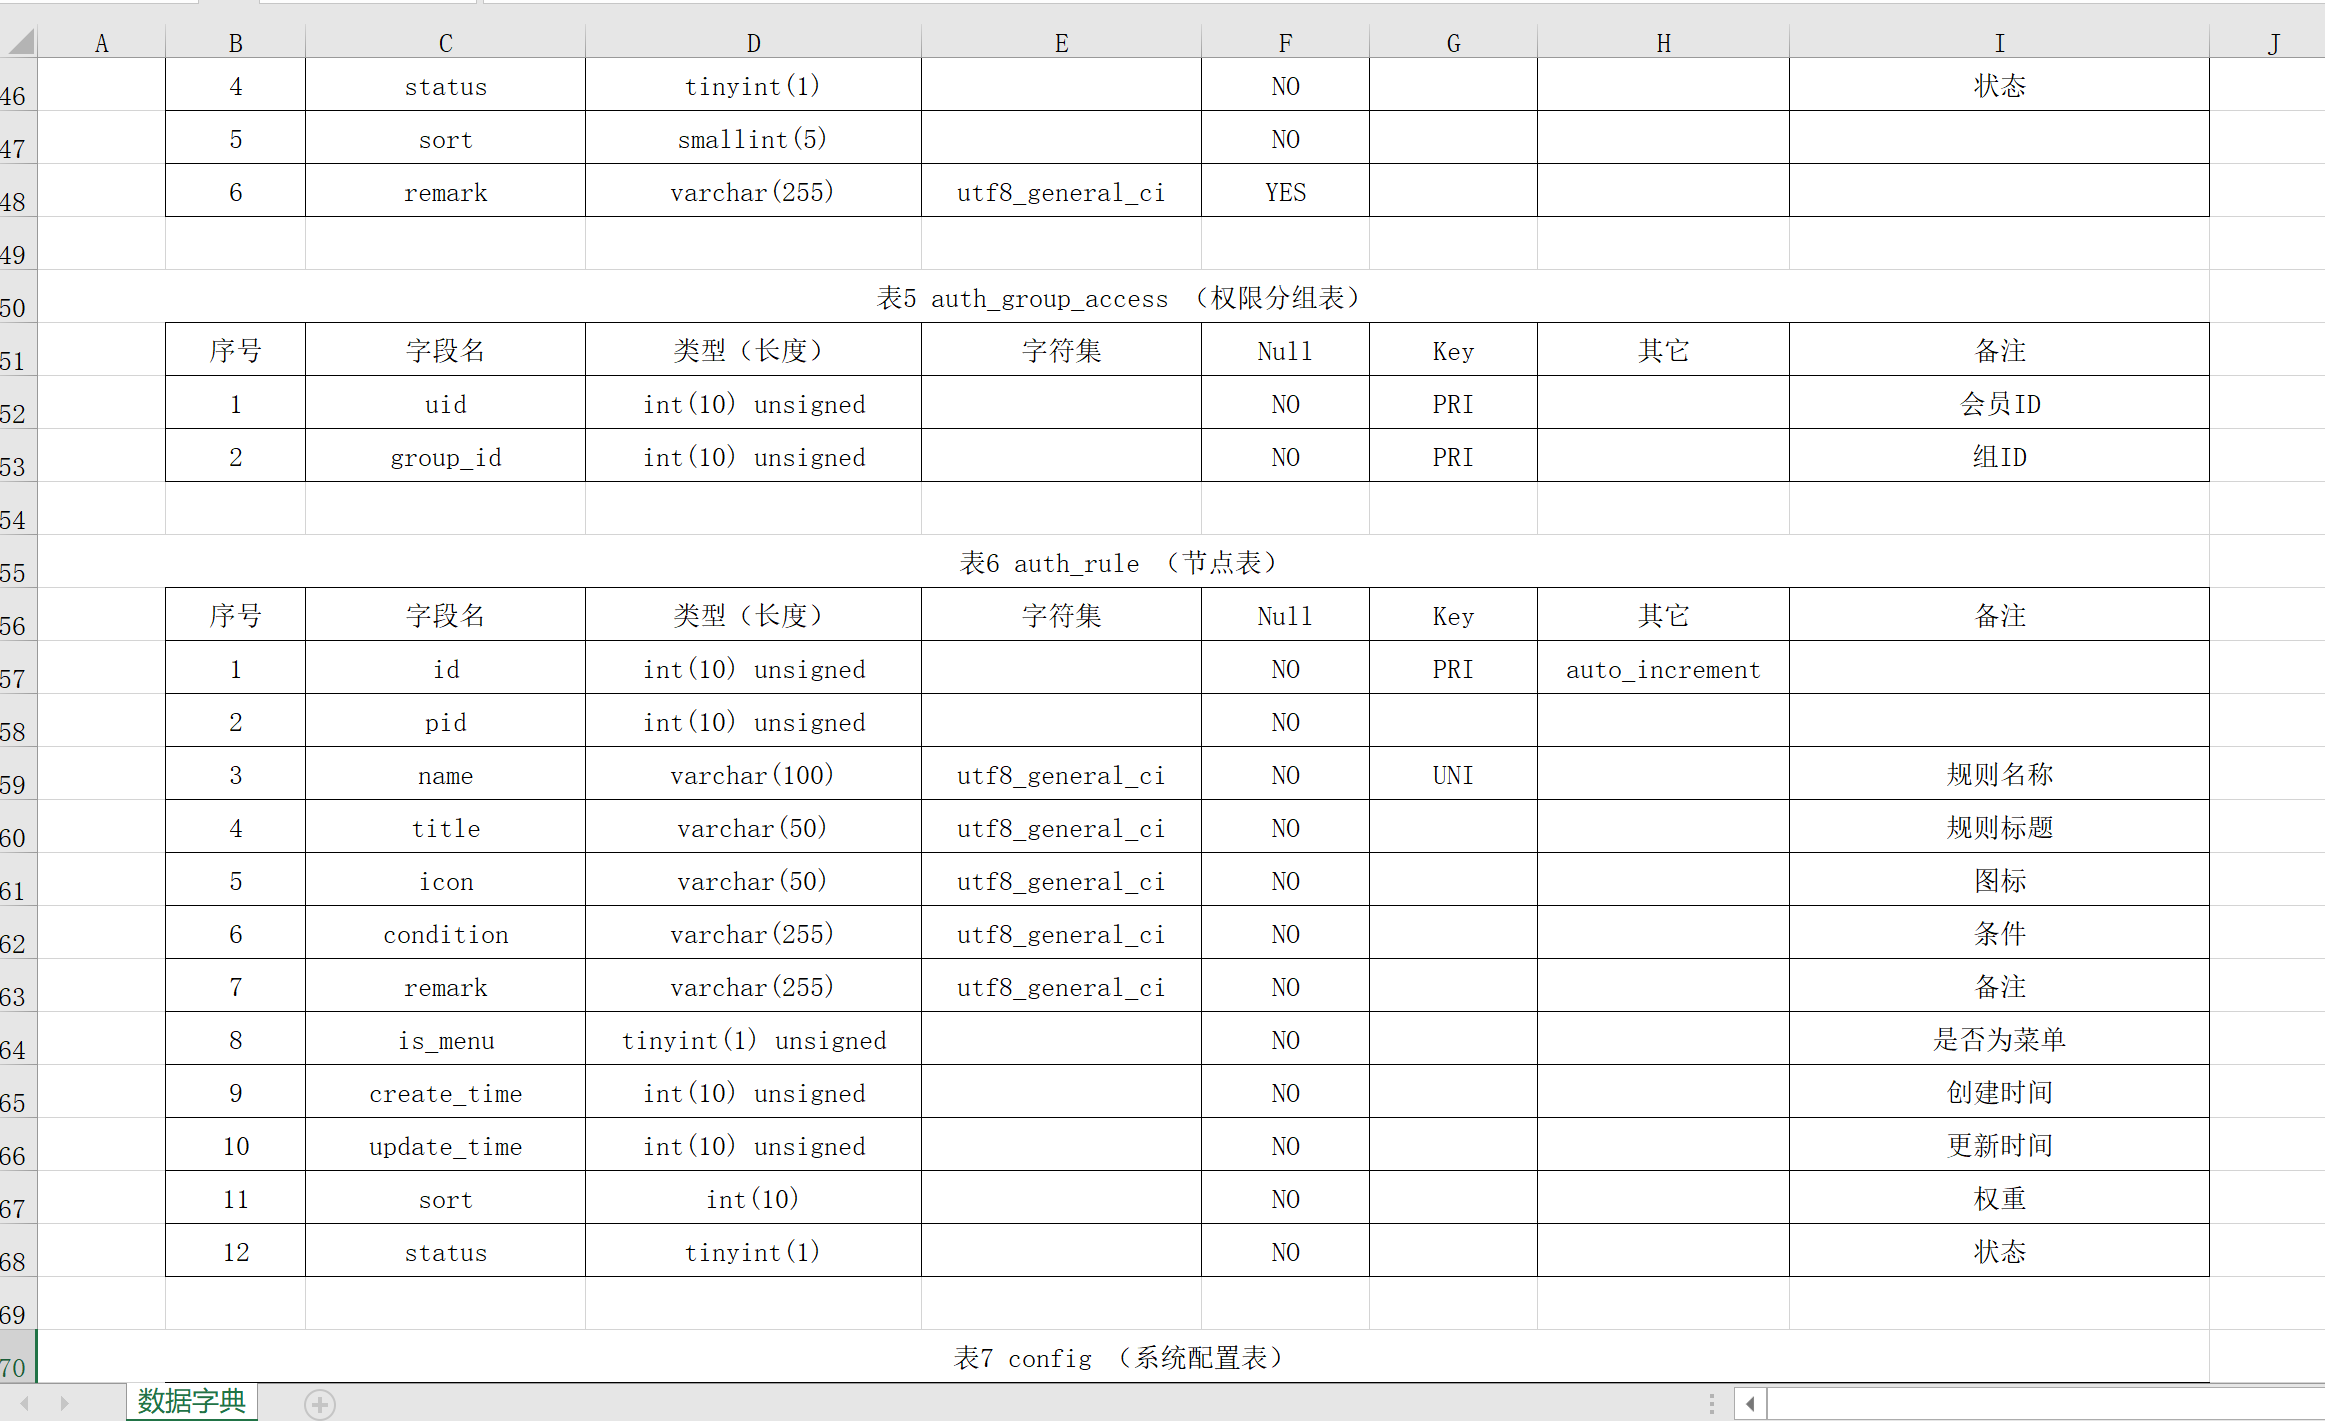 A B C D E F G H I J
46 4 status tinyint(1) NO 状态
47 5 sort smallint(5) NO
48 6 remark varchar(255) utf8_general_ci YES
49
50 表5 auth_group_access （权限分组表）
51 序号 字段名 类型（长度） 字符集 Null Key 其它 备注
52 1 uid int(10) unsigned NO PRI 会员ID
53 2 group_id int(10) unsigned NO PRI 组ID
54
55 表6 auth_rule （节点表）
56 序号 字段名 类型（长度） 字符集 Null Key 其它 备注
57 1 id int(10) unsigned NO PRI auto_increment
58 2 pid int(10) unsigned NO
59 3 name varchar(100) utf8_general_ci NO UNI 规则名称
60 4 title varchar(50) utf8_general_ci NO 规则标题
61 5 icon varchar(50) utf8_general_ci NO 图标
62 6 condition varchar(255) utf8_general_ci NO 条件
63 7 remark varchar(255) utf8_general_ci NO 备注
64 8 is_menu tinyint(1) unsigned NO 是否为菜单
65 9 create_time int(10) unsigned NO 创建时间
66 10 update_time int(10) unsigned NO 更新时间
67 11 sort int(10) NO 权重
68 12 status tinyint(1) NO 状态
69
70 表7 config （系统配置表）
数据字典